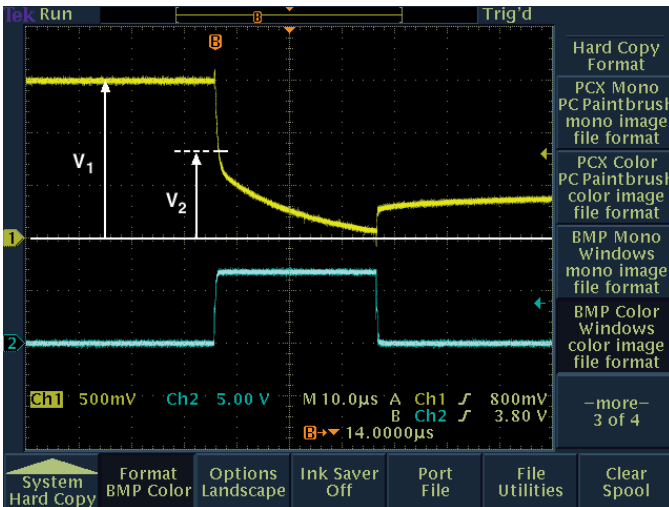 Tek Run Trig'd
B
B
Hard Copy
Format
PCX Mono
PC Paintbrush
mono image
file format
PCX Color
PC Paintbrush
color image
file format
BMP Mono
Windows
mono image
file format
BMP Color
Windows
color image
file format
-more-
3 of 4
V1
V2
1
2
Ch1 500mV Ch2 5.00 V M 10.0µs A Ch1 ʃ 800mV
B Ch2 ʃ 3.80 V
B→▼ 14.0000µs
System
Hard Copy
Format
BMP Color
Options
Landscape
Ink Saver
Off
Port
File
File
Utilities
Clear
Spool